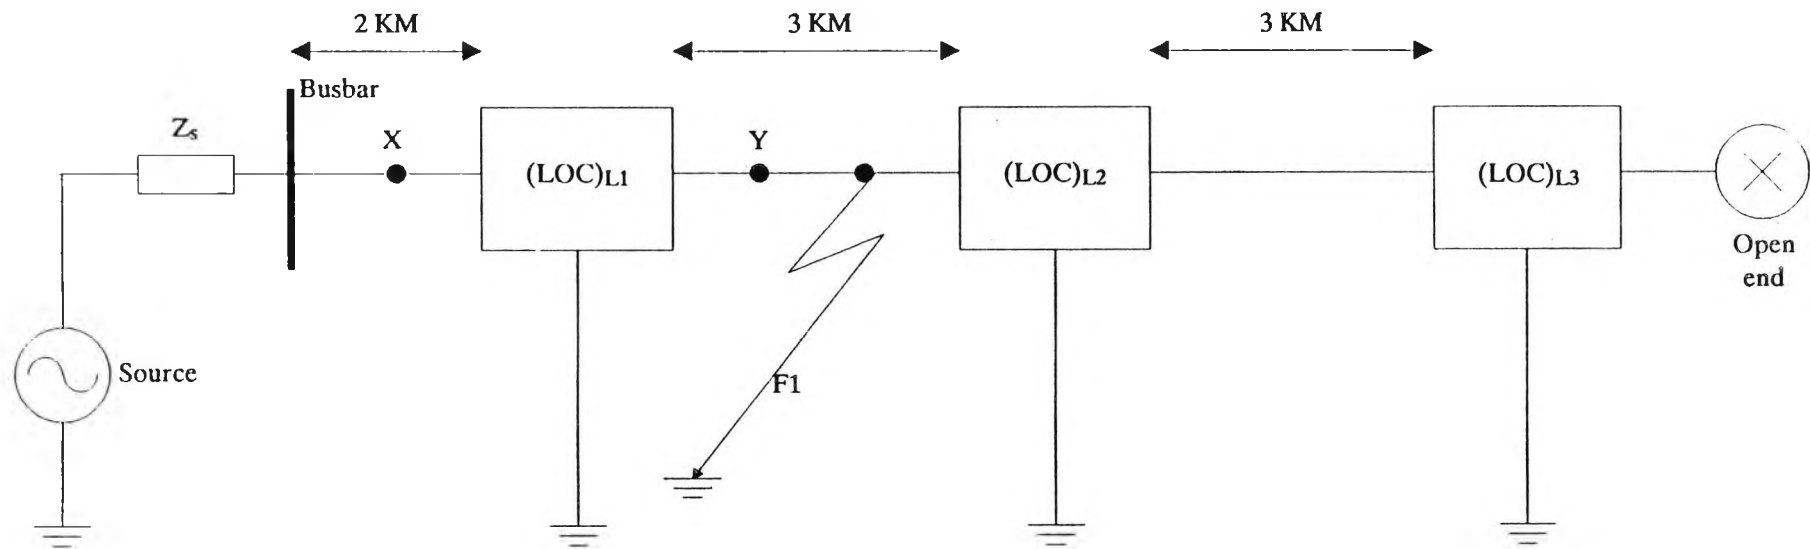 2 KM
3 KM
3 KM
Busbar
Zs
X
Y
(LOC)L1
(LOC)L2
(LOC)L3
Open
end
Source
F1